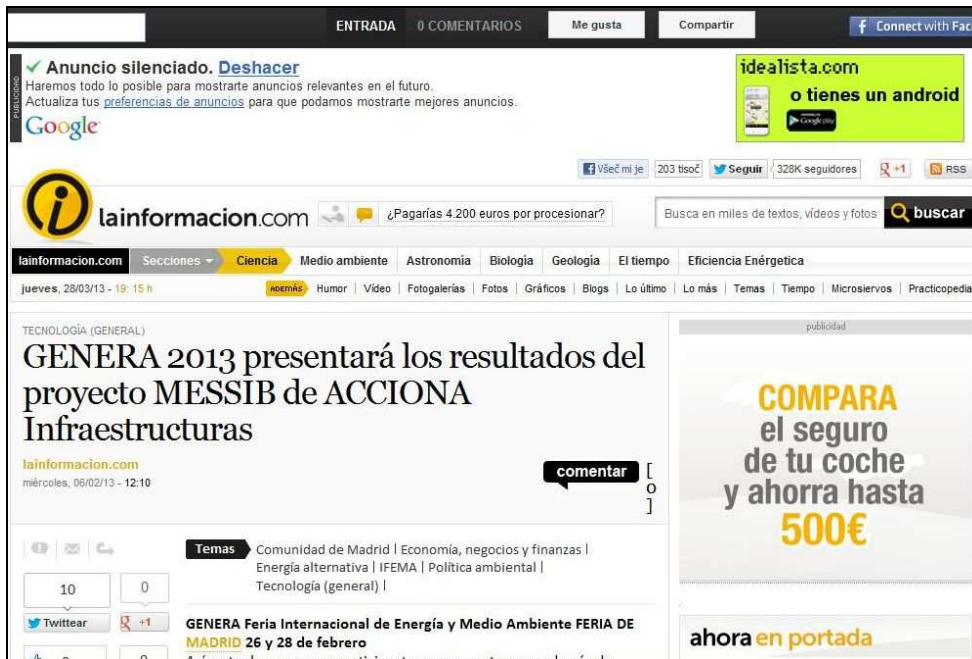 ENTRADA 0 COMENTARIOS Me gusta Compartir Connect with Fac
PUBLICIDAD
Anuncio silenciado. Deshacer
Haremos todo lo posible para mostrarte anuncios relevantes en el futuro.
Actualiza tus preferencias de anuncios para que podamos mostrarte mejores anuncios.
Google
idealista.com
o tienes un android
Google play
Všeč mi je 203 tisoč Seguir 328K seguidores +1 RSS
lainformacion.com ¿Pagarías 4.200 euros por procesionar? Busca en miles de textos, vídeos y fotos buscar
lainformacion.com Secciones Ciencia Medio ambiente Astronomía Biología Geología El tiempo Eficiencia Enérgetica
jueves, 28/03/13 - 19: 15 h ADEMÁS Humor Vídeo Fotogalerías Fotos Gráficos Blogs Lo último Lo más Temas Tiempo Microsiervos Practicopedia
TECNOLOGÍA (GENERAL)
GENERA 2013 presentará los resultados del
proyecto MESSIB de ACCIONA
Infraestructuras
lainformacion.com
miércoles, 06/02/13 - 12:10
comentar [
o
]
publicidad
COMPARA
el seguro
de tu coche
y ahorra hasta
500€
Temas Comunidad de Madrid | Economía, negocios y finanzas |
Energía alternativa | IFEMA | Política ambiental |
Tecnología (general) |
10 0
Twittear +1
GENERA Feria Internacional de Energía y Medio Ambiente FERIA DE
MADRID 26 y 28 de febrero
ahora en portada